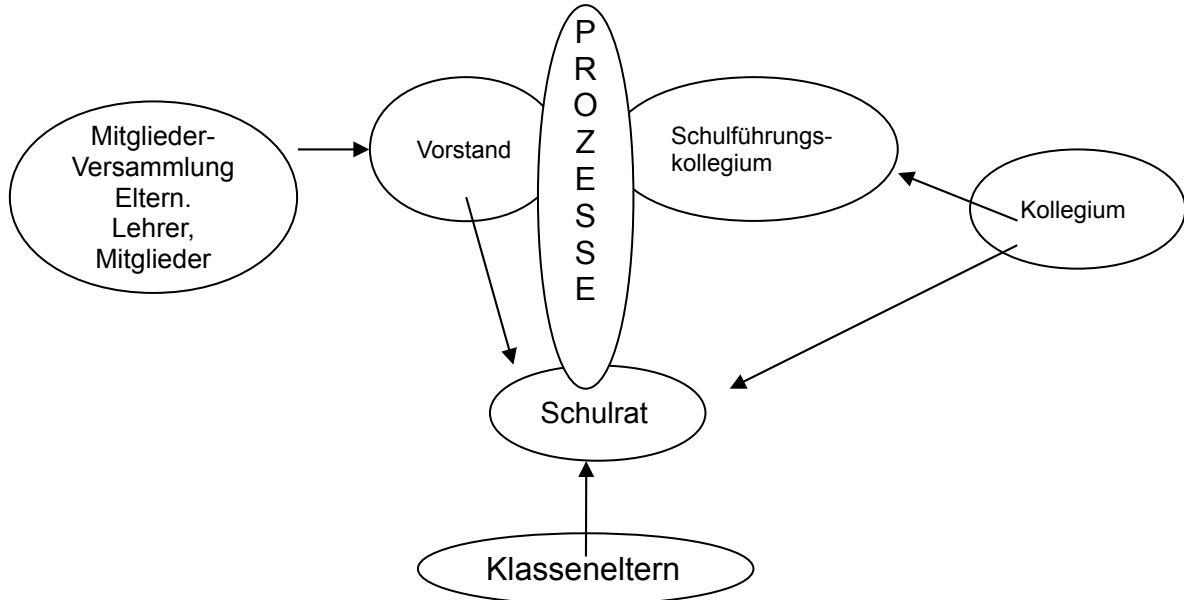 P
R
O
Z
E
S
S
E
Mitglieder-
Versammlung
Eltern.
Lehrer,
Mitglieder
Vorstand
Schulführungs-
kollegium
Kollegium
Schulrat
Klasseneltern